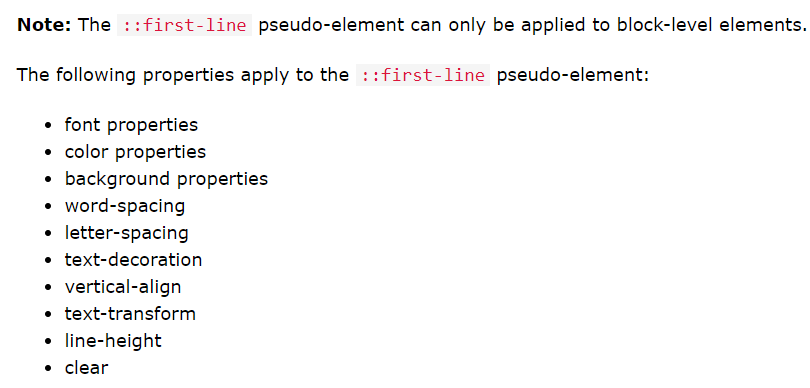 Note: The ::first-line pseudo-element can only be applied to block-level elements.
The following properties apply to the ::first-line pseudo-element:
• font properties
• color properties
• background properties
• word-spacing
• letter-spacing
• text-decoration
• vertical-align
• text-transform
• line-height
• clear